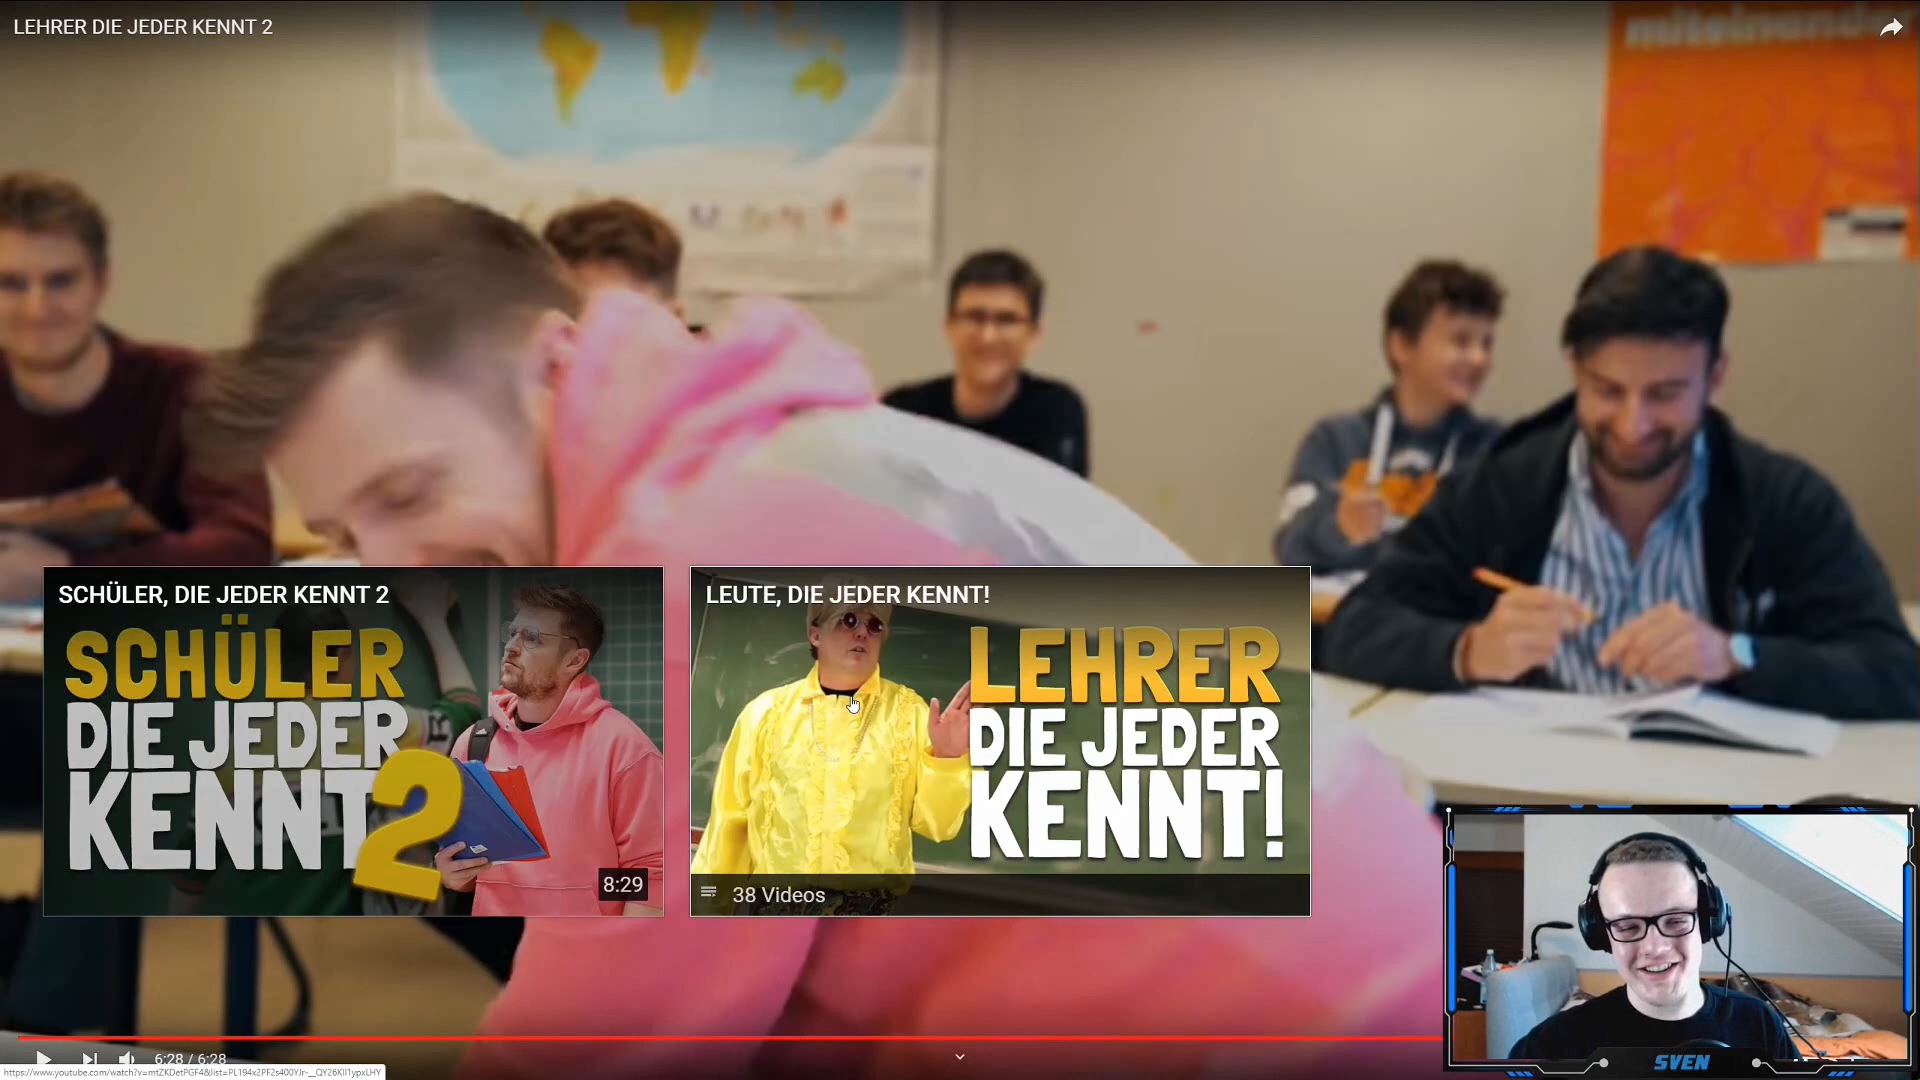 LEHRER DIE JEDER KENNT 2
miteinander
SCHÜLER, DIE JEDER KENNT 2
SCHÜLER
DIE JEDER
KENNT 2
8:29
LEUTE, DIE JEDER KENNT!
LEHRER
DIE JEDER
KENNT!
38 Videos
6:28 / 6:28
SVEN